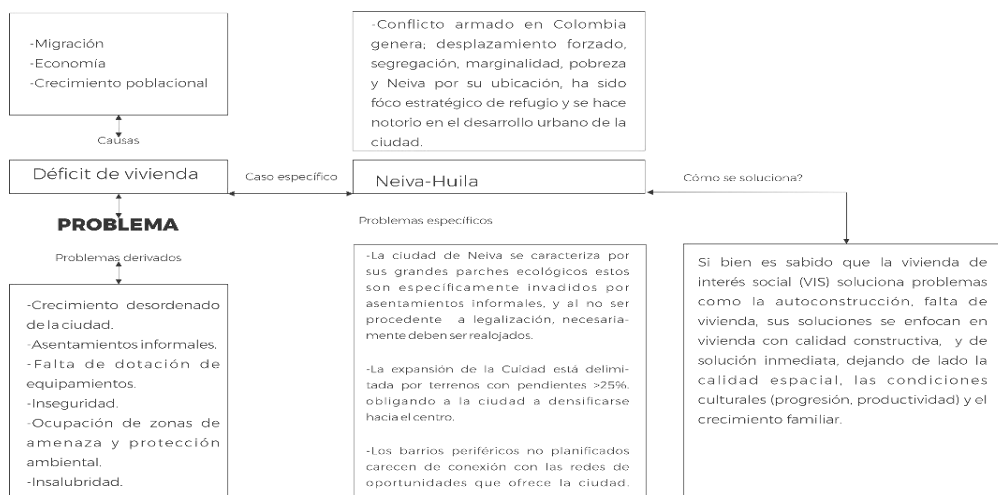 -Migración
-Economía
-Crecimiento poblacional
Causas
Déficit de vivienda
PROBLEMA
Problemas derivados
-Crecimiento desordenado
de la ciudad.
-Asentamientos informales.
-Falta de dotación de
equipamientos.
-Inseguridad.
-Ocupación de zonas de
amenaza y protección
ambiental.
-Insalubridad.
Caso específico
-Conflicto armado en Colombia
genera; desplazamiento forzado,
segregación, marginalidad, pobreza
y Neiva por su ubicación, ha sido
fóco estratégico de refugio y se hace
notorio en el desarrollo urbano de la
ciudad.
Neiva-Huila
Problemas específicos
-La ciudad de Neiva se caracteriza por
sus grandes parches ecológicos estos
son específicamente invadidos por
asentamientos informales, y al no ser
procedente a legalización, necesaria-
mente deben ser realojados.
-La expansión de la Cuidad está delimi-
tada por terrenos con pendientes >25%.
obligando a la ciudad a densificarse
hacia el centro.
-Los barrios periféricos no planificados
carecen de conexión con las redes de
oportunidades que ofrece la ciudad.
Cómo se soluciona?
Si bien es sabido que la vivienda de
interés social (VIS) soluciona problemas
como la autoconstrucción, falta de
vivienda, sus soluciones se enfocan en
vivienda con calidad constructiva, y de
solución inmediata, dejando de lado la
calidad espacial, las condiciones
culturales (progresión, productividad) y el
crecimiento familiar.